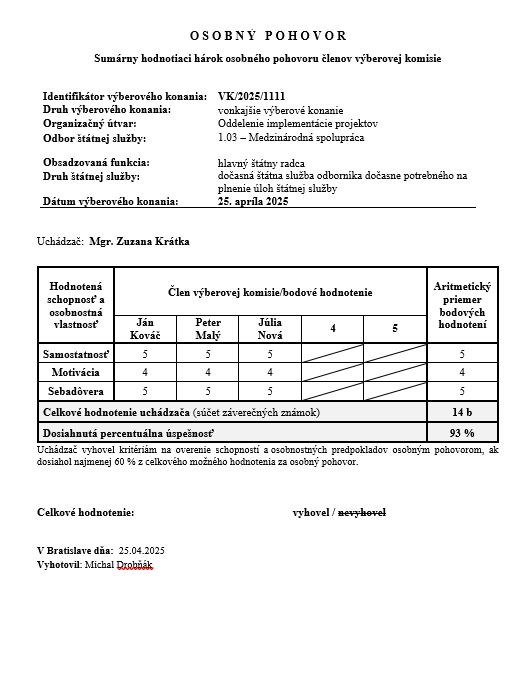 OSOBNÝ POHOVOR
Sumárny hodnotiaci hárok osobného pohovoru členov výberovej komisie
Identifikátor výberového konania: VK/2025/1111
Druh výberového konania: vonkajšie výberové konanie
Organizačný útvar: Oddelenie implementácie projektov
Odbor štátnej služby: 1.03 – Medzinárodná spolupráca
Obsadzovaná funkcia: hlavný štátny radca
Druh štátnej služby: dočasná štátna služba odborníka dočasne potrebného na
plnenie úloh štátnej služby
Dátum výberového konania: 25. apríla 2025
Uchádzač: Mgr. Zuzana Krátka
Hodnotená schopnosť a osobnostná vlastnosť | Člen výberovej komisie/bodové hodnotenie | Aritmetický priemer bodových hodnotení
Ján Kováč | Peter Malý | Júlia Nová | 4 | 5
Samostatnosť 5 5 5 5
Motivácia 4 4 4 4
Sebadôvera 5 5 5 5
Celkové hodnotenie uchádzača (súčet záverečných známok) 14 b
Dosiahnutá percentuálna úspešnosť 93 %
Uchádzač vyhovel kritériám na overenie schopností a osobnostných predpokladov osobným pohovorom, ak
dosiahol najmenej 60 % z celkového možného hodnotenia za osobný pohovor.
Celkové hodnotenie: vyhovel / nevyhovel
V Bratislave dňa: 25.04.2025
Vyhotovil: Michal Drobňák